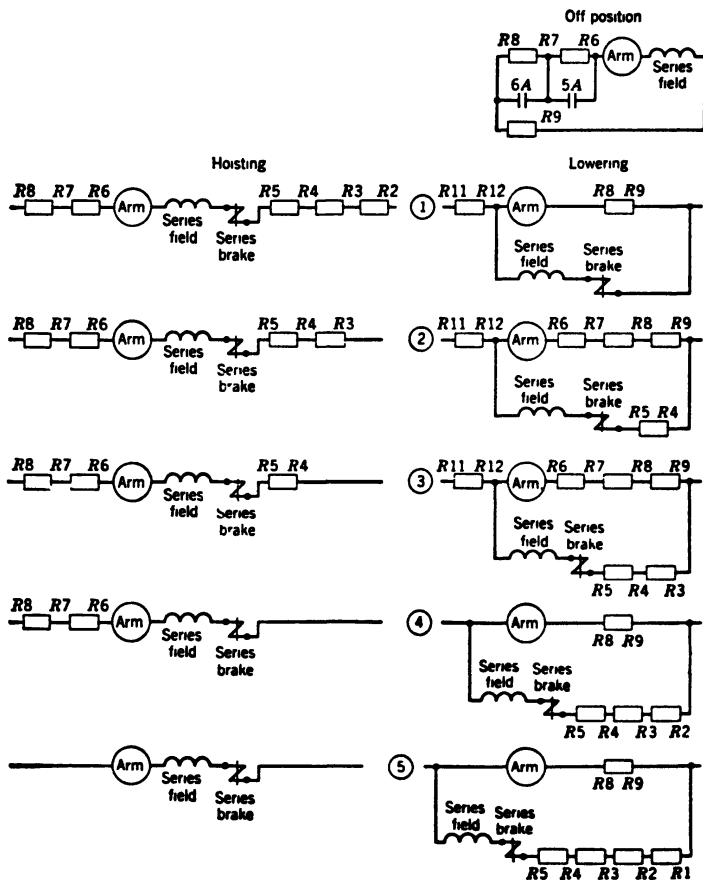 Off position
R8 R7 R6
Arm
Series field
6A 5A
R9
Hoisting
Lowering
R8 R7 R6 Arm Series field Series brake R5 R4 R3 R2
1
R11 R12 Arm R8 R9
Series field Series brake
R8 R7 R6 Arm Series field Series brake R5 R4 R3
2
R11 R12 Arm R6 R7 R8 R9
Series field Series brake R5 R4
R8 R7 R6 Arm Series field Series brake R5 R4
3
R11 R12 Arm R6 R7 R8 R9
Series field Series brake
R5 R4 R3
R8 R7 R6 Arm Series field Series brake
4
Arm R8 R9
Series field Series brake
R5 R4 R3 R2
Arm Series field Series brake
5
Arm R8 R9
Series field Series brake
R5 R4 R3 R2 R1